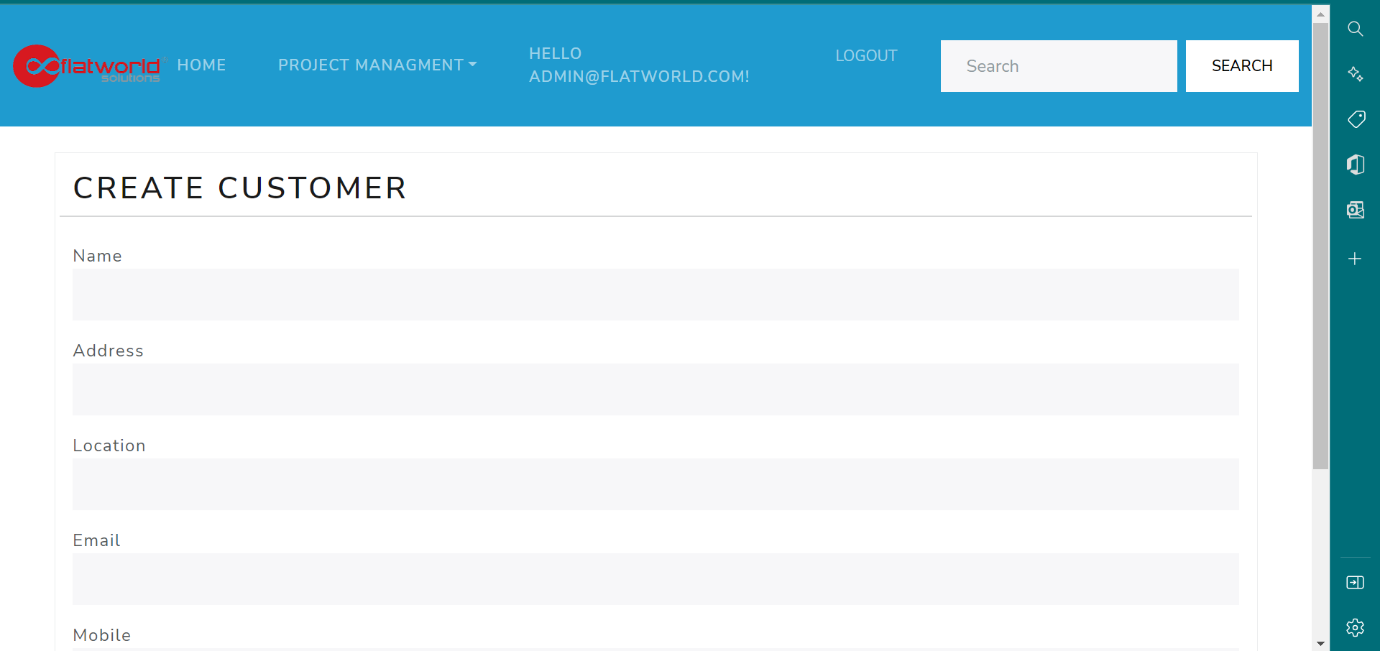 flatworld
solutions
HOME
PROJECT MANAGMENT
HELLO
ADMIN@FLATWORLD.COM!
LOGOUT
Search
SEARCH
CREATE CUSTOMER
Name
Address
Location
Email
Mobile